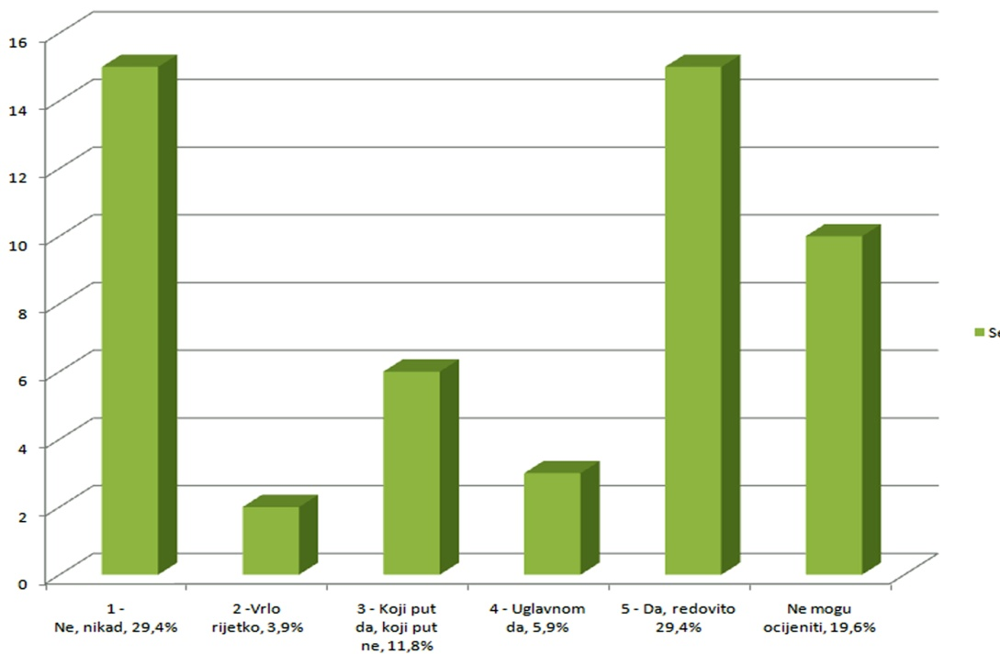 16
14
12
10
8
6
4
2
0
Se
1 -
Ne, nikad, 29,4%
2 -Vrlo
rijetko, 3,9%
3 - Koji put
da, koji put
ne, 11,8%
4 - Uglavnom
da, 5,9%
5 - Da, redovito
29,4%
Ne mogu
ocijeniti, 19,6%